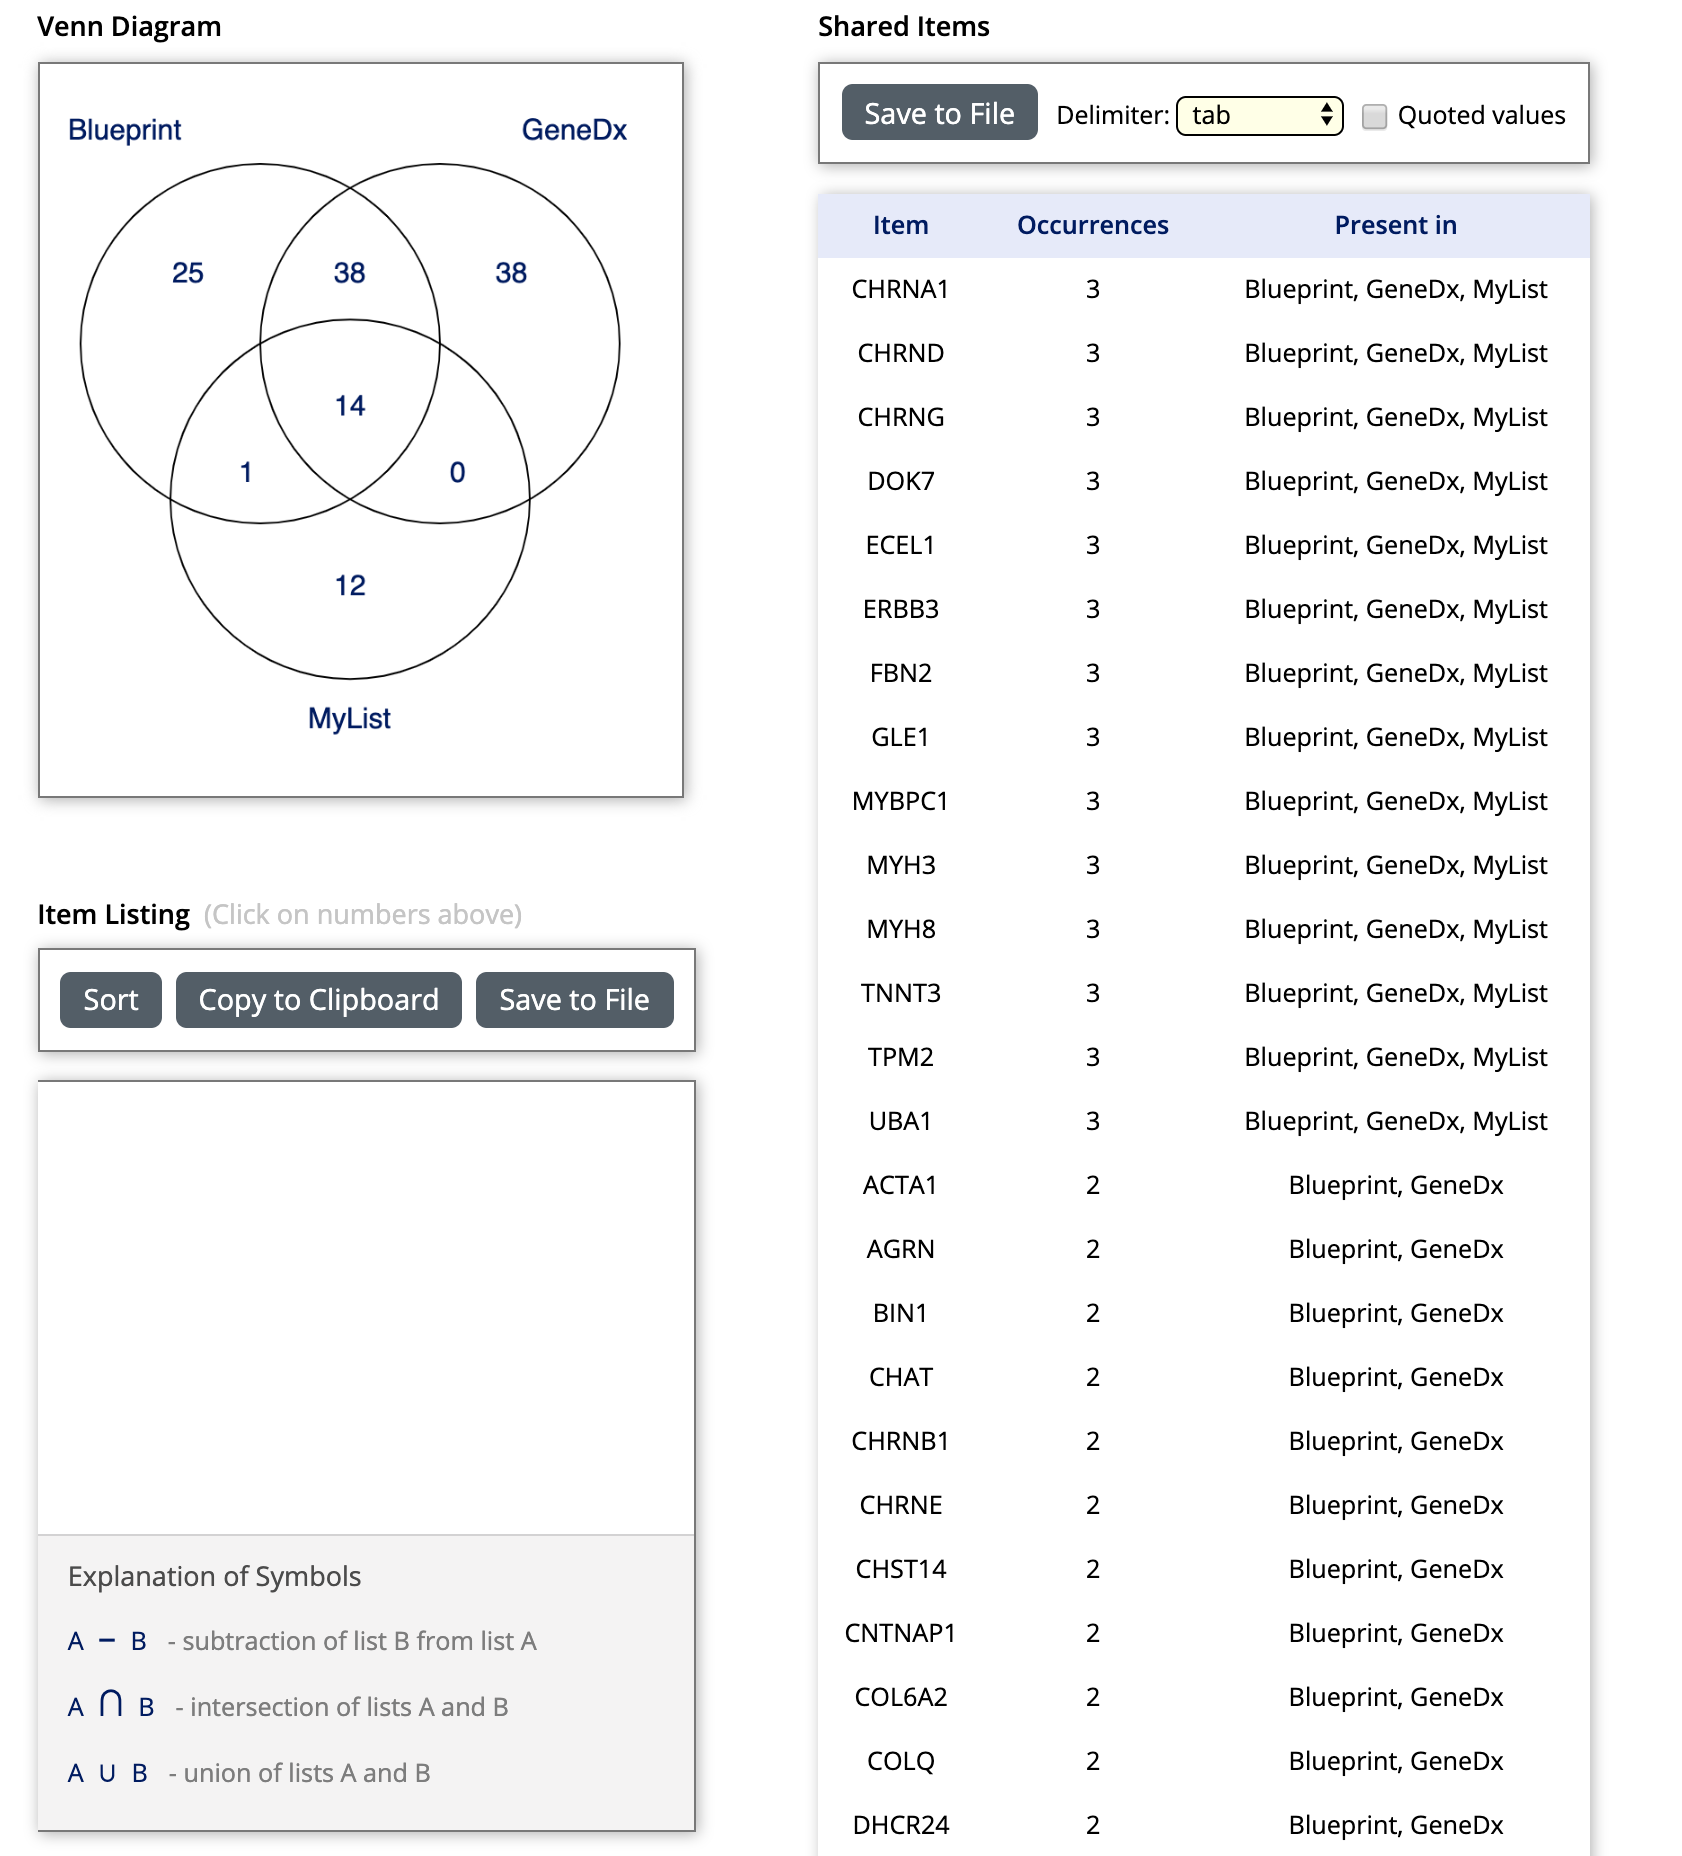 Venn Diagram
Blueprint
GeneDx
25
38
38
14
1
0
12
MyList
Item Listing (Click on numbers above)
Sort
Copy to Clipboard
Save to File
Explanation of Symbols
A − B - subtraction of list B from list A
A ∩ B - intersection of lists A and B
A ∪ B - union of lists A and B
Shared Items
Save to File Delimiter: tab Quoted values
Item Occurrences Present in
CHRNA1 3 Blueprint, GeneDx, MyList
CHRND 3 Blueprint, GeneDx, MyList
CHRNG 3 Blueprint, GeneDx, MyList
DOK7 3 Blueprint, GeneDx, MyList
ECEL1 3 Blueprint, GeneDx, MyList
ERBB3 3 Blueprint, GeneDx, MyList
FBN2 3 Blueprint, GeneDx, MyList
GLE1 3 Blueprint, GeneDx, MyList
MYBPC1 3 Blueprint, GeneDx, MyList
MYH3 3 Blueprint, GeneDx, MyList
MYH8 3 Blueprint, GeneDx, MyList
TNNT3 3 Blueprint, GeneDx, MyList
TPM2 3 Blueprint, GeneDx, MyList
UBA1 3 Blueprint, GeneDx, MyList
ACTA1 2 Blueprint, GeneDx
AGRN 2 Blueprint, GeneDx
BIN1 2 Blueprint, GeneDx
CHAT 2 Blueprint, GeneDx
CHRNB1 2 Blueprint, GeneDx
CHRNE 2 Blueprint, GeneDx
CHST14 2 Blueprint, GeneDx
CNTNAP1 2 Blueprint, GeneDx
COL6A2 2 Blueprint, GeneDx
COLQ 2 Blueprint, GeneDx
DHCR24 2 Blueprint, GeneDx